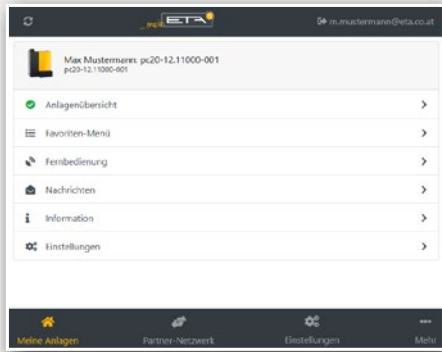 ETA
m.mustermann@eta.co.at
Max Mustermann: pc20-12.11000-001
pc20-12.11000-001
Anlagenübersicht
Favoriten-Menü
Fernbedienung
Nachrichten
Information
Einstellungen
Meine Anlagen Partner-Netzwerk Einstellungen Mehr